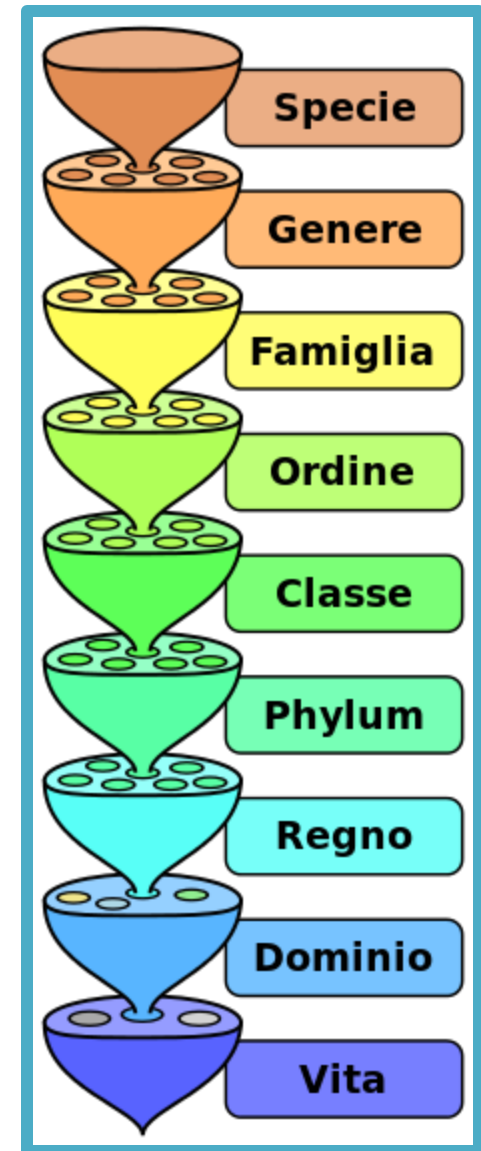 Specie
Genere
Famiglia
Ordine
Classe
Phylum
Regno
Dominio
Vita